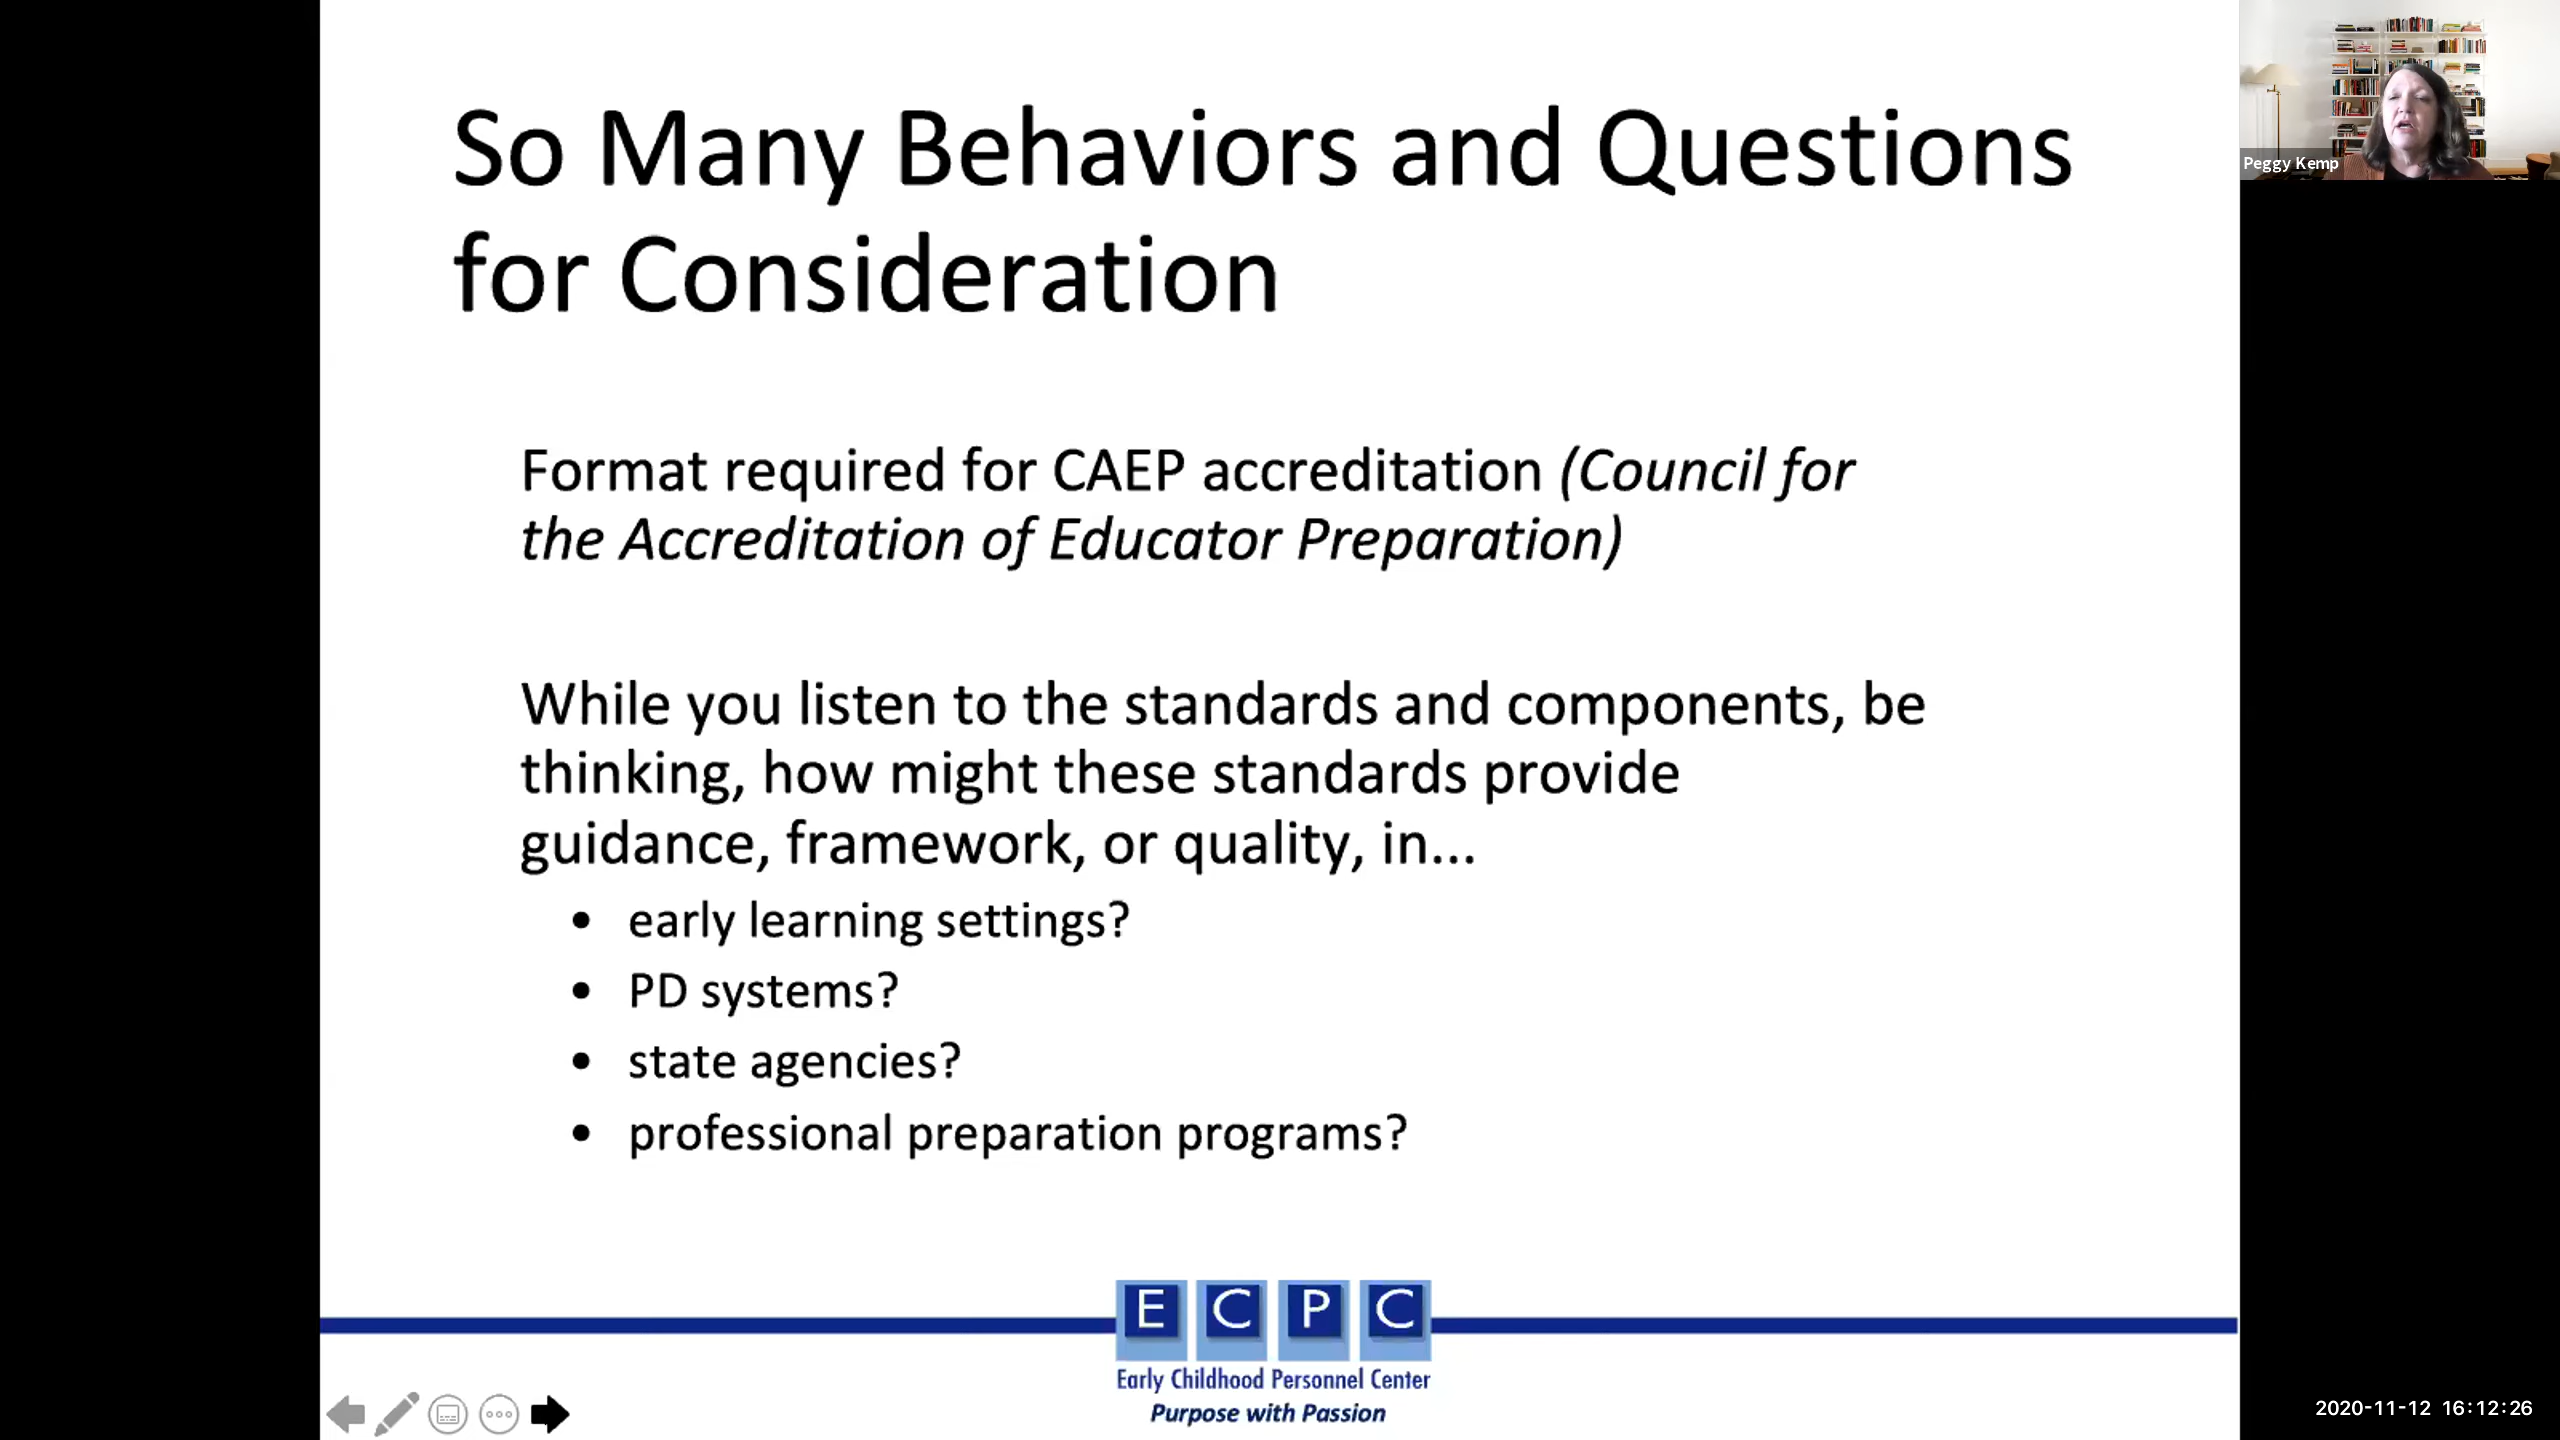 So Many Behaviors and Questions
for Consideration
Peggy Kemp
Format required for CAEP accreditation (Council for
the Accreditation of Educator Preparation)
While you listen to the standards and components, be
thinking, how might these standards provide
guidance, framework, or quality, in...
• early learning settings?
• PD systems?
• state agencies?
• professional preparation programs?
E C P C
Early Childhood Personnel Center
Purpose with Passion
2020-11-12 16:12:26